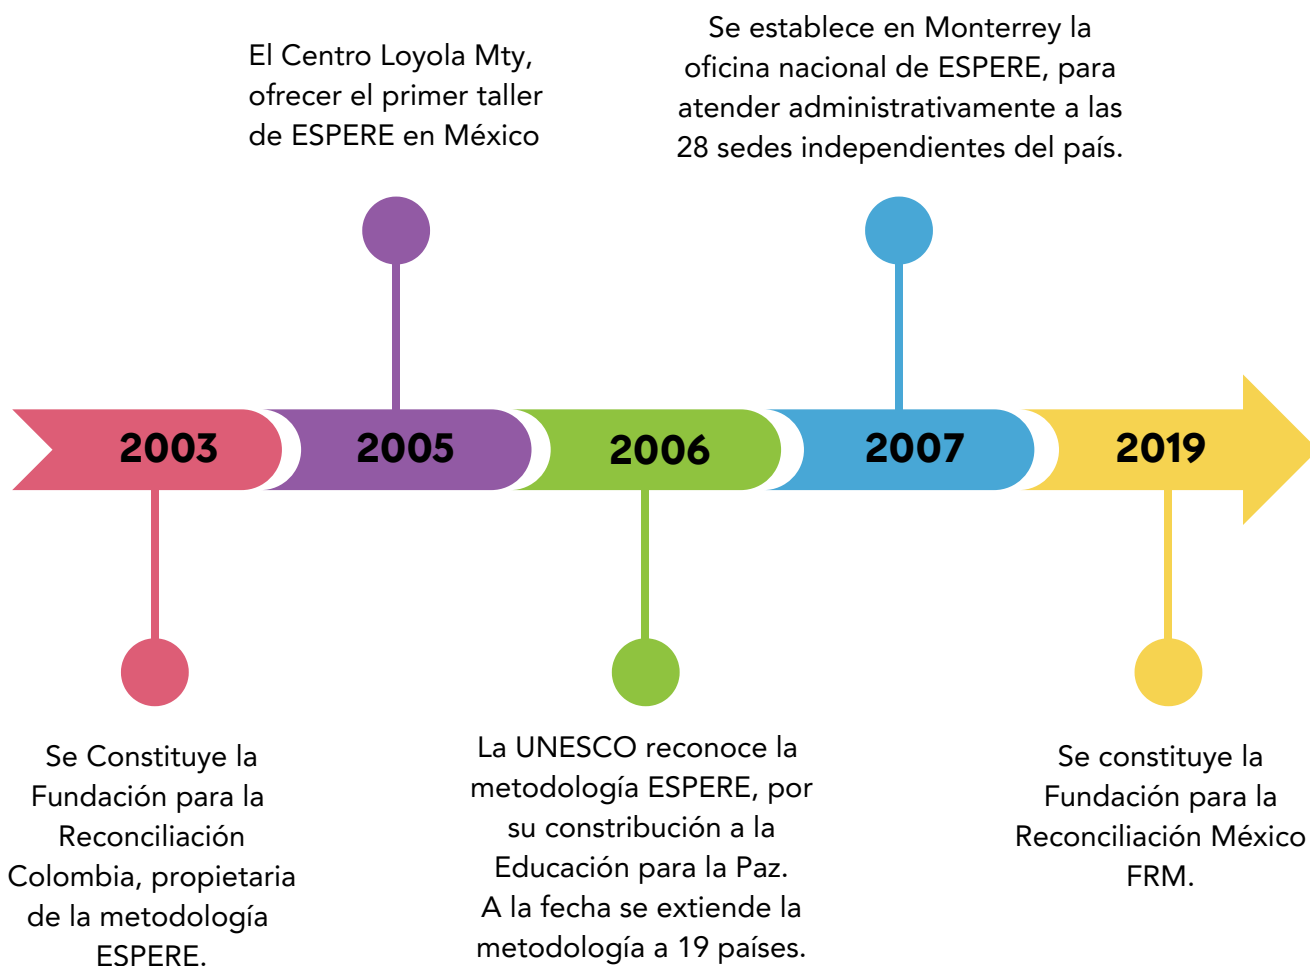 El Centro Loyola Mty,
ofrecer el primer taller
de ESPERE en México
Se establece en Monterrey la
oficina nacional de ESPERE, para
atender administrativamente a las
28 sedes independientes del país.
2003
2005
2006
2007
2019
Se Constituye la
Fundación para la
Reconciliación
Colombia, propietaria
de la metodología
ESPERE.
La UNESCO reconoce la
metodología ESPERE, por
su constribución a la
Educación para la Paz.
A la fecha se extiende la
metodología a 19 países.
Se constituye la
Fundación para la
Reconciliación México
FRM.